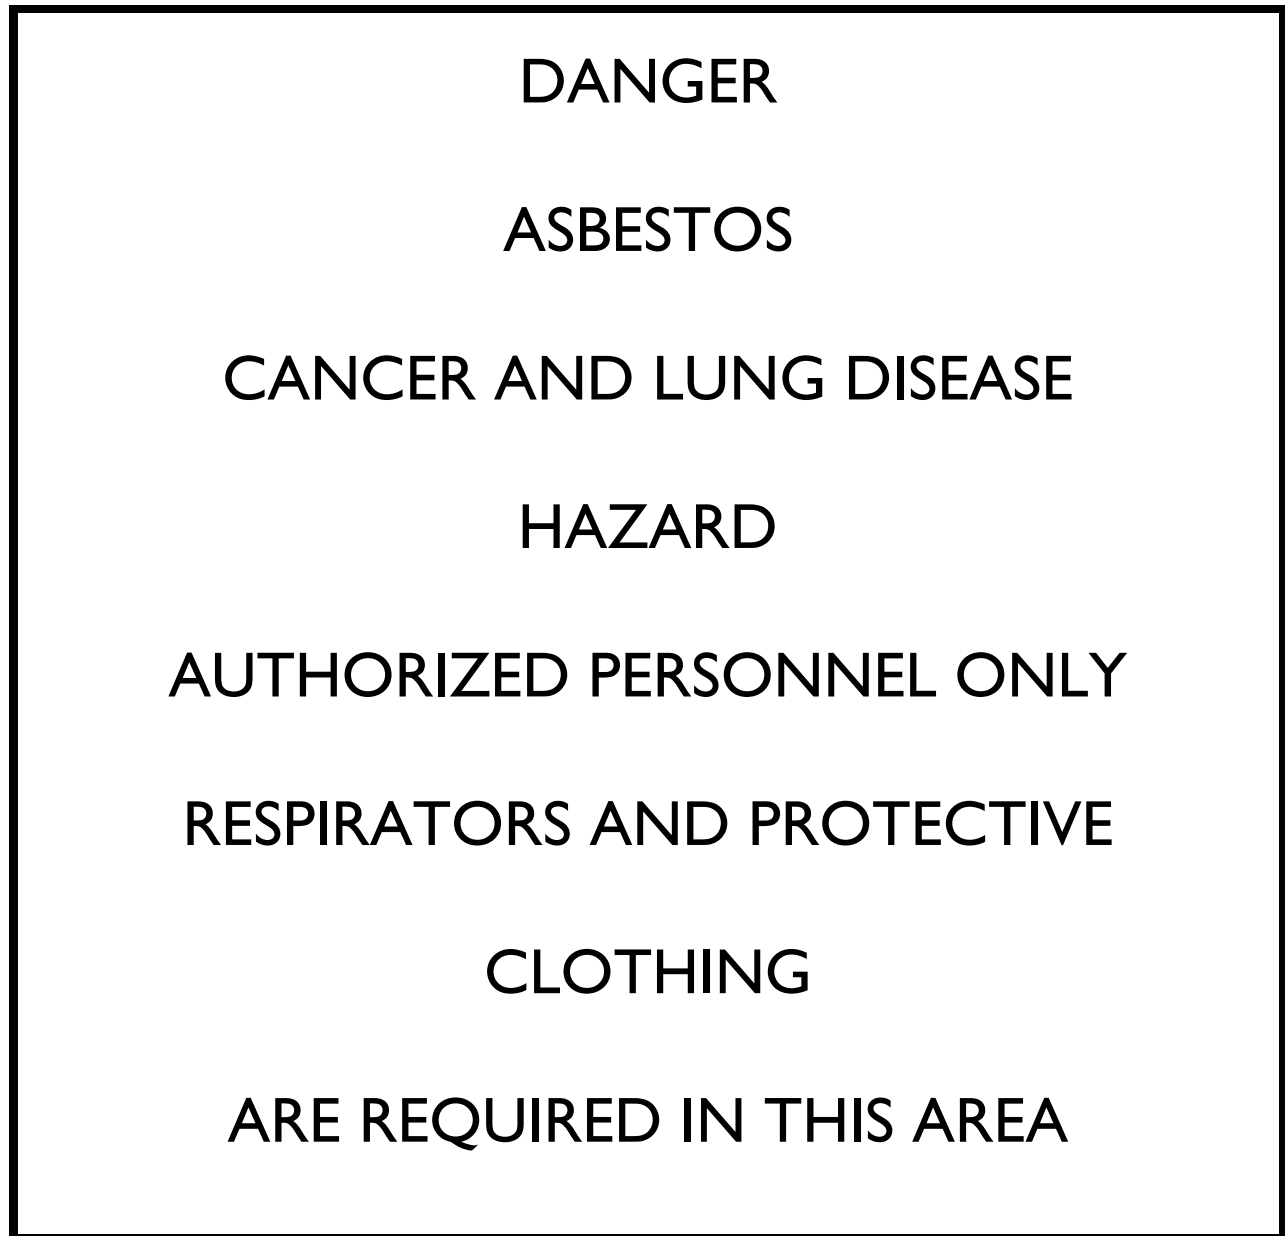 DANGER
ASBESTOS
CANCER AND LUNG DISEASE
HAZARD
AUTHORIZED PERSONNEL ONLY
RESPIRATORS AND PROTECTIVE
CLOTHING
ARE REQUIRED IN THIS AREA